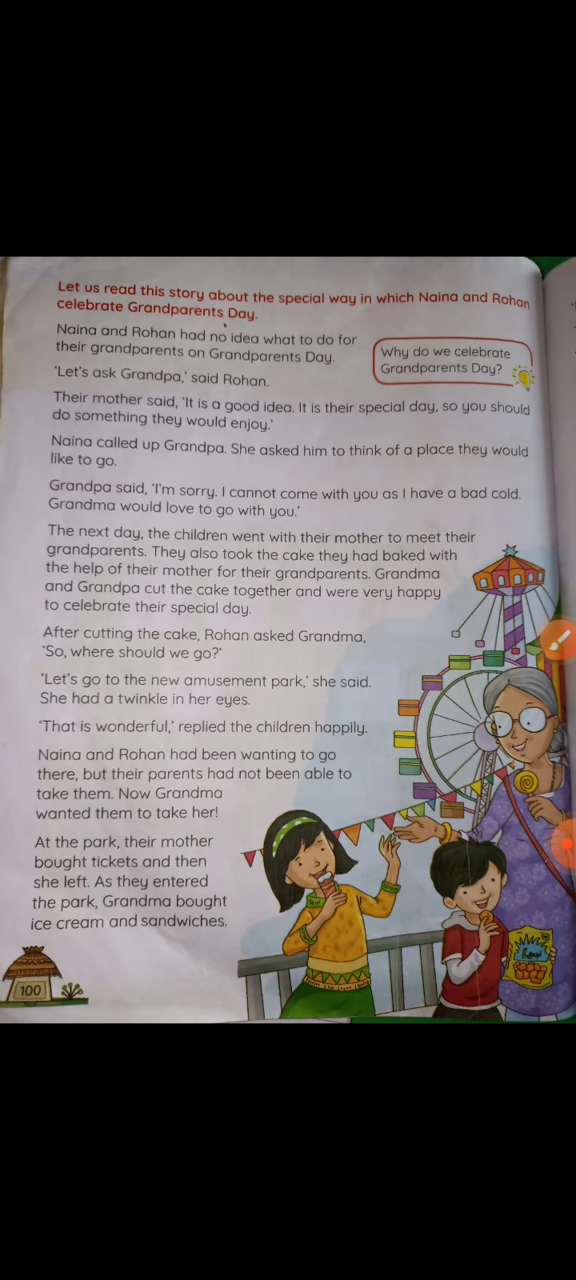 Let us read this story about the special way in which Naina and Rohan
celebrate Grandparents Day.
Naina and Rohan had no idea what to do for
their grandparents on Grandparents Day.
Why do we celebrate
Grandparents Day?
‘Let’s ask Grandpa,’ said Rohan.
Their mother said, ‘It is a good idea. It is their special day, so you should
do something they would enjoy.’
Naina called up Grandpa. She asked him to think of a place they would
like to go.
Grandpa said, ‘I’m sorry. I cannot come with you as I have a bad cold.
Grandma would love to go with you.’
The next day, the children went with their mother to meet their
grandparents. They also took the cake they had baked with
the help of their mother for their grandparents. Grandma
and Grandpa cut the cake together and were very happy
to celebrate their special day.
After cutting the cake, Rohan asked Grandma,
‘So, where should we go?’
‘Let’s go to the new amusement park,’ she said.
She had a twinkle in her eyes.
‘That is wonderful,’ replied the children happily.
Naina and Rohan had been wanting to go
there, but their parents had not been able to
take them. Now Grandma
wanted them to take her!
At the park, their mother
bought tickets and then
she left. As they entered
the park, Grandma bought
ice cream and sandwiches.
100